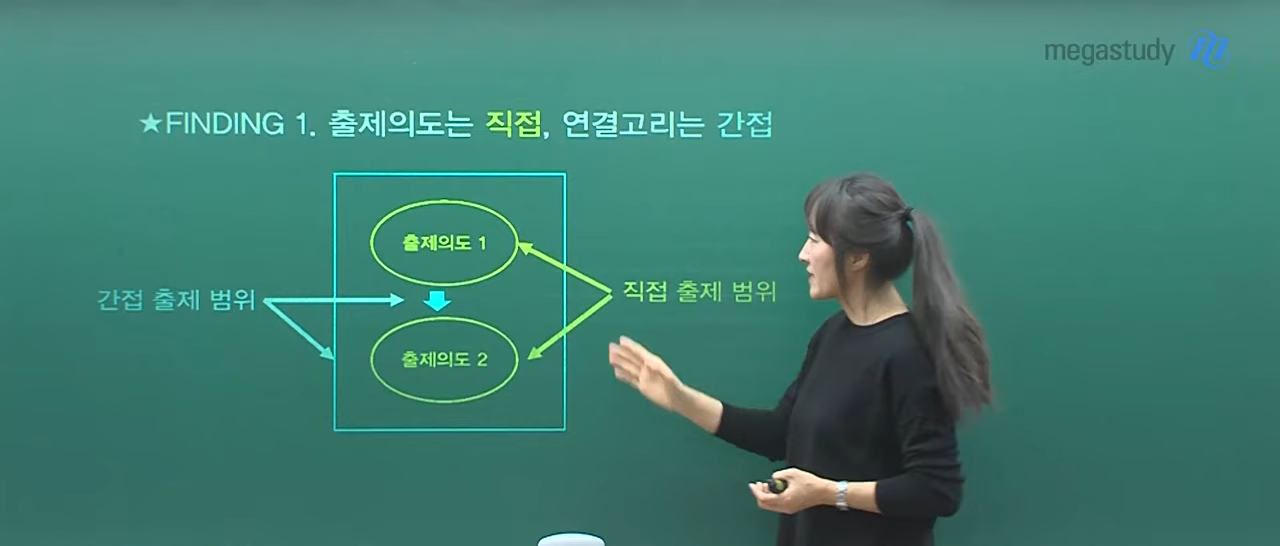 megastudy
★FINDING 1. 출제의도는 직접, 연결고리는 간접
출제의도 1
간접 출제 범위
직접 출제 범위
출제의도 2